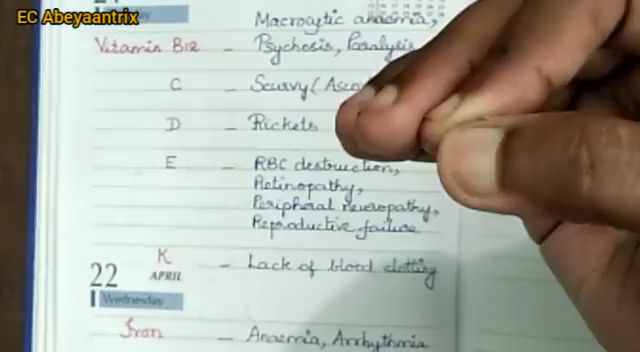 EC Abeyaantrix
Macrocytic anaemia,
Vitamin B12 - Psychosis, Paralysis
C - Scurvy (
D - Rickets
E - RBC destruction,
Retinopathy,
Peripheral neuropathy,
Reproductive failure
K - Lack of blood clotting
22 APRIL
Wednesday
Iron - Anaemia, Arrhythmia